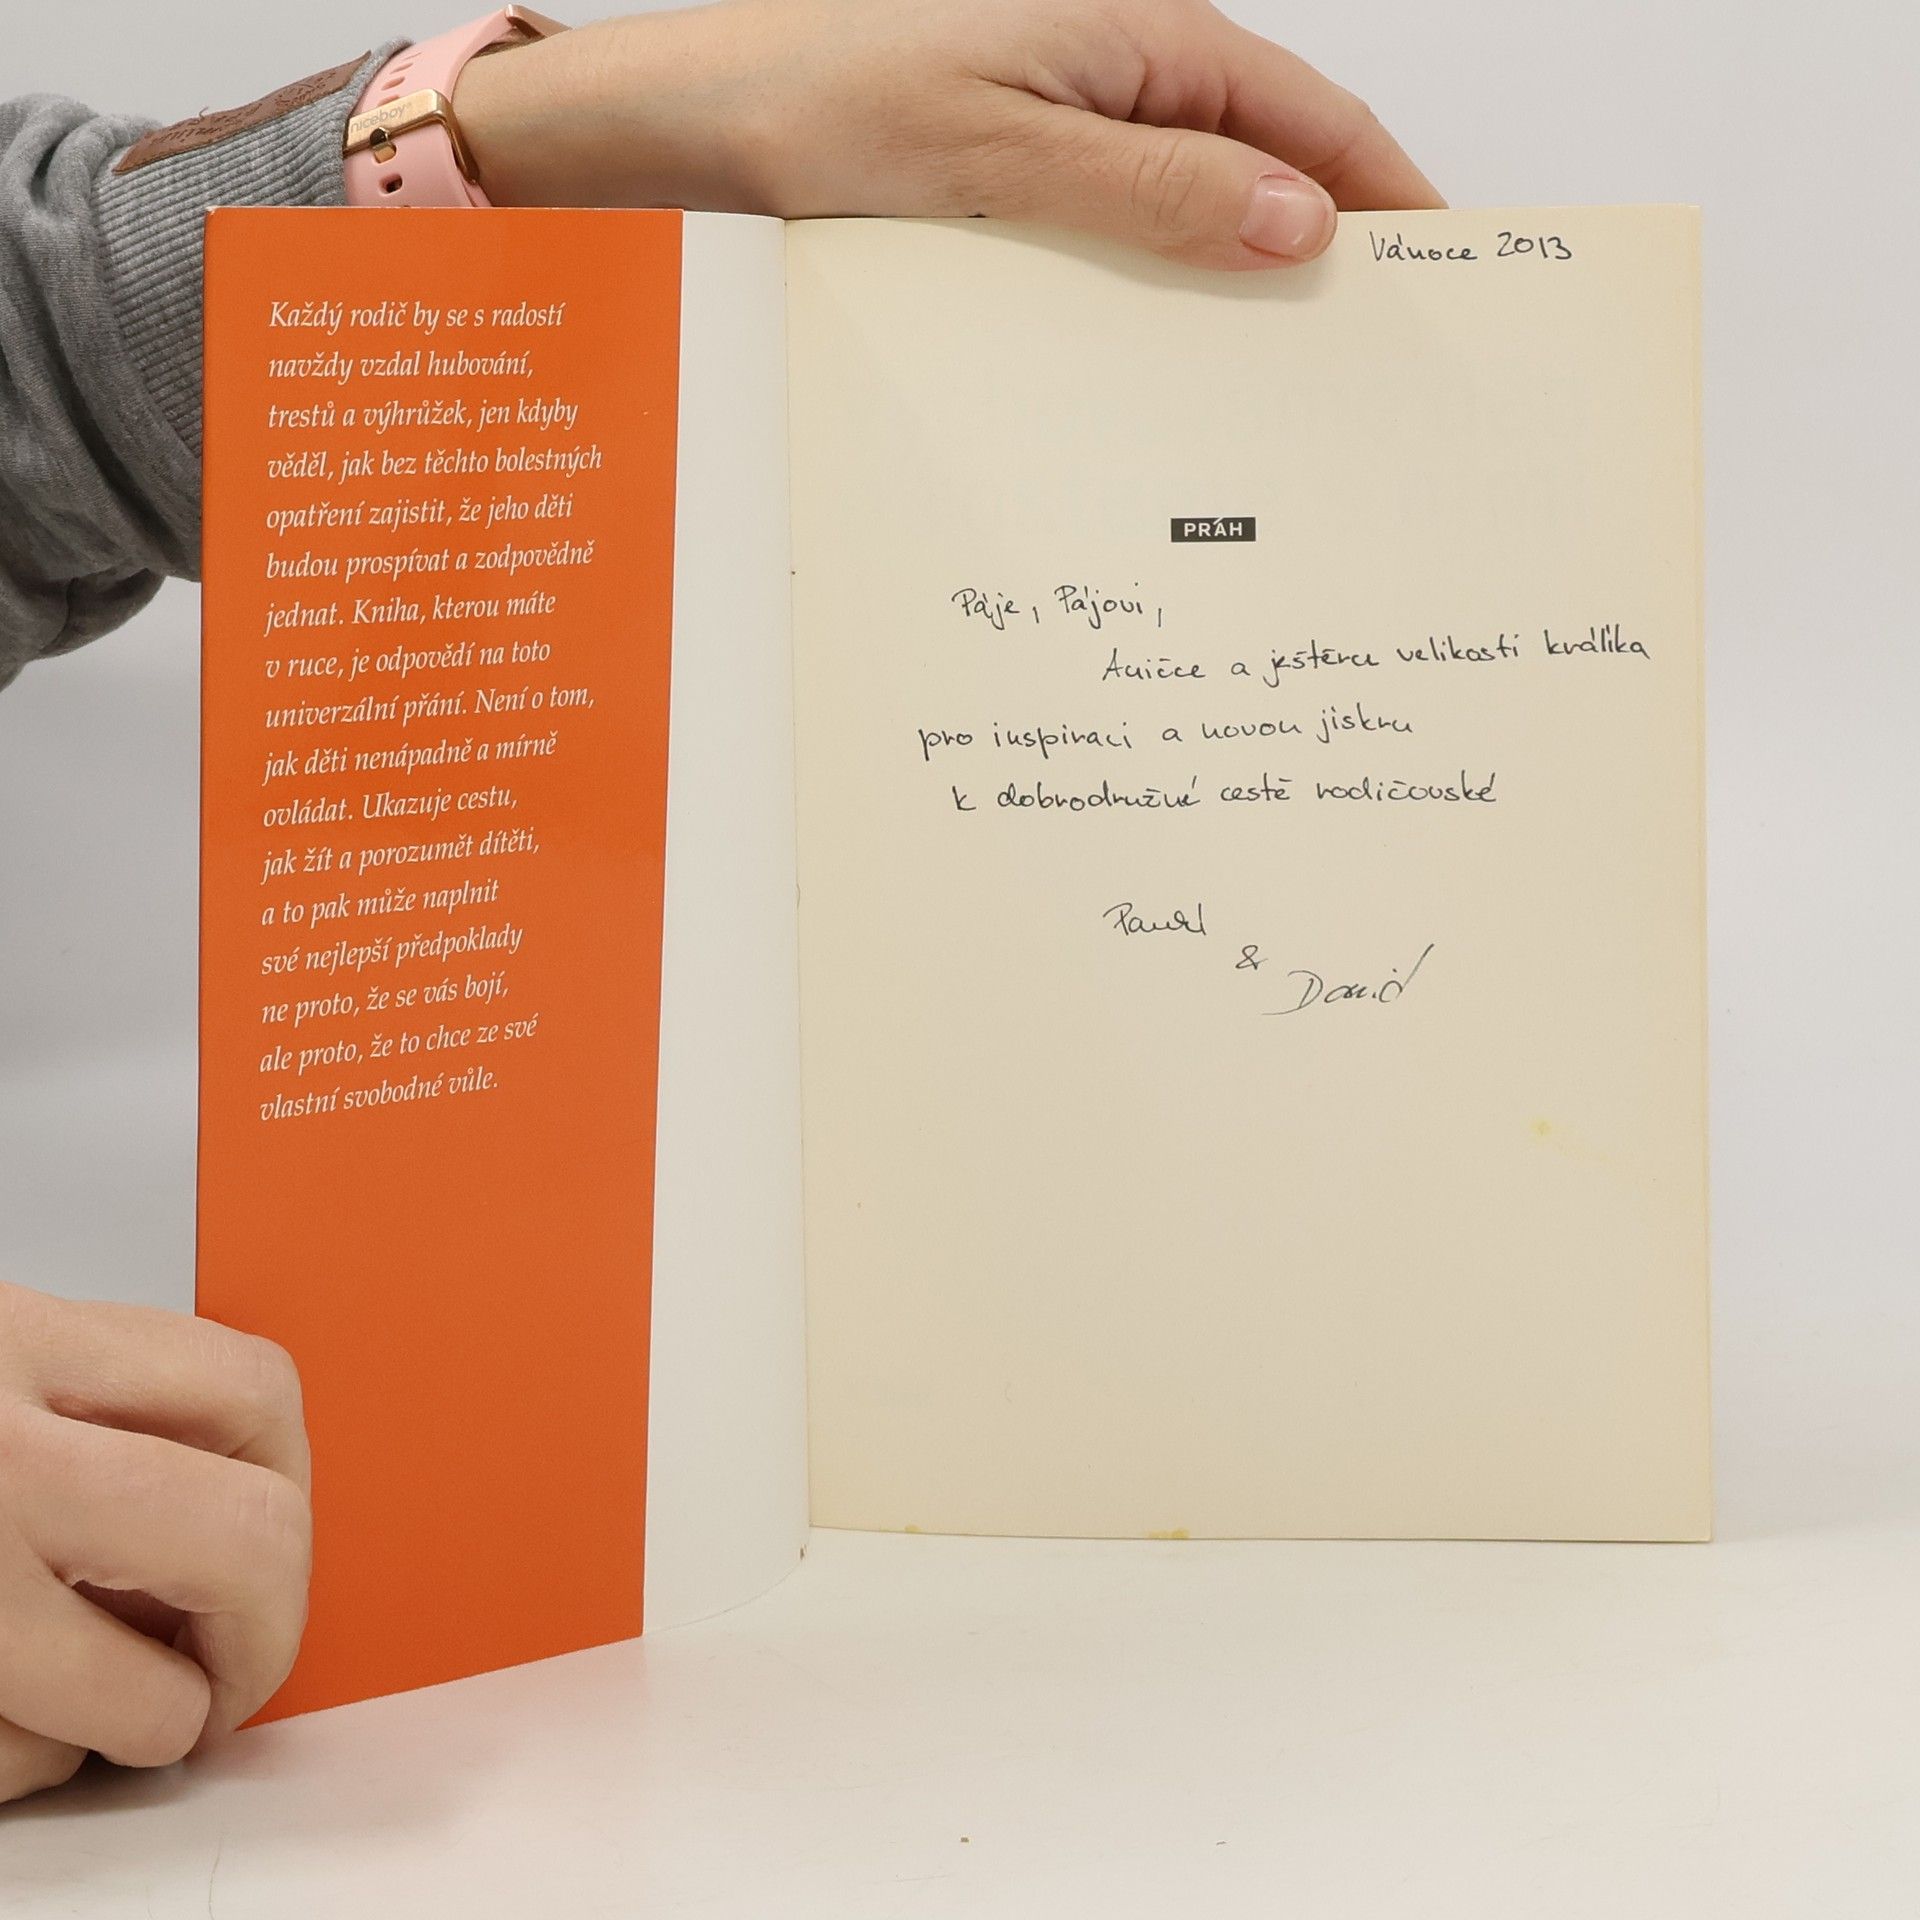 niceboy
Každý rodič by se s radostí
navždy vzdal hubování,
trestů a výhrůžek, jen kdyby
věděl, jak bez těchto bolestných
opatření zajistit, že jeho děti
budou prospívat a zodpovědně
jednat. Kniha, kterou máte
v ruce, je odpovědí na toto
univerzální přání. Není o tom,
jak děti nenápadně a mírně
ovládat. Ukazuje cestu,
jak žít a porozumět dítěti,
a to pak může naplnit
své nejlepší předpoklady
ne proto, že se vás bojí,
ale proto, že to chce ze své
vlastní svobodné vůle.
Vánoce 2013
PRÁH
Páje, Pájovi,
Aničce a ještěru velikosti králíka
pro inspiraci a novou jiskru
k dobrodružné cestě rodičovské
&